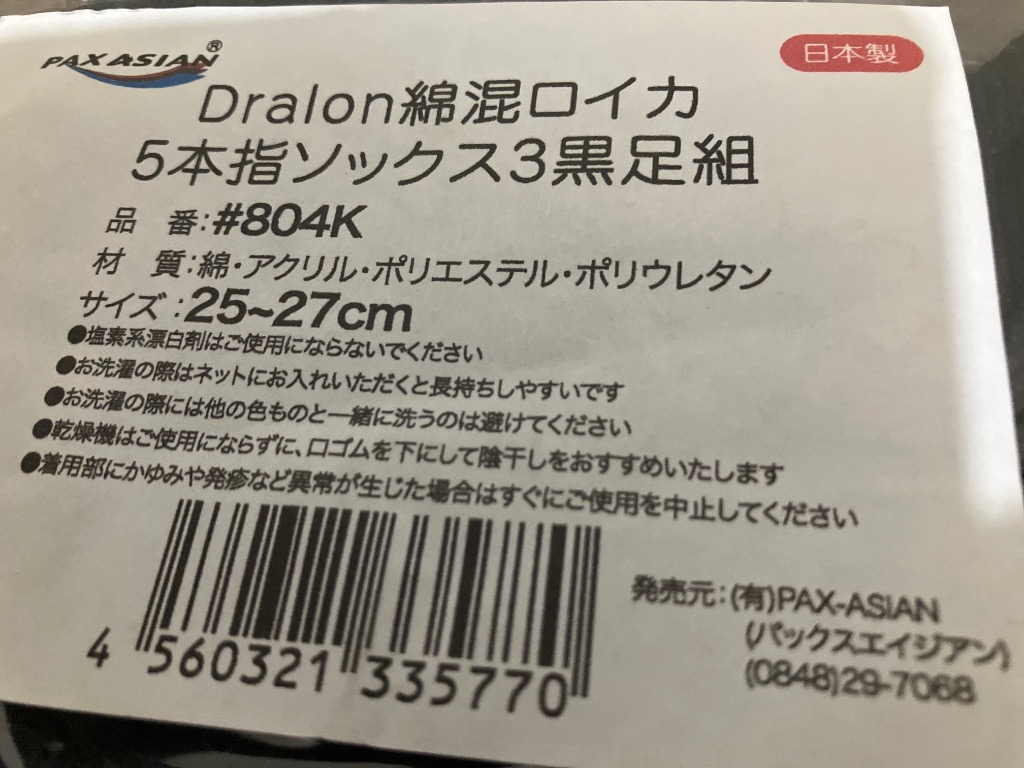 PAX ASIAN®
日本製
Dralon綿混ロイカ
5本指ソックス3黒足組
品 番:#804K
材 質:綿・アクリル・ポリエステル・ポリウレタン
サイズ:25~27cm
●塩素系漂白剤はご使用にならないでください
●お洗濯の際はネットにお入れいただくと長持ちしやすいです
●お洗濯の際には他の色ものと一緒に洗うのは避けてください
●乾燥機はご使用にならずに、口ゴムを下にして陰干しをおすすめいたします
●着用部にかゆみや発疹など異常が生じた場合はすぐにご使用を中止してください
4 560321 335770
発売元:(有)PAX-ASIAN
(パックスエイジアン)
(0848)29-7068